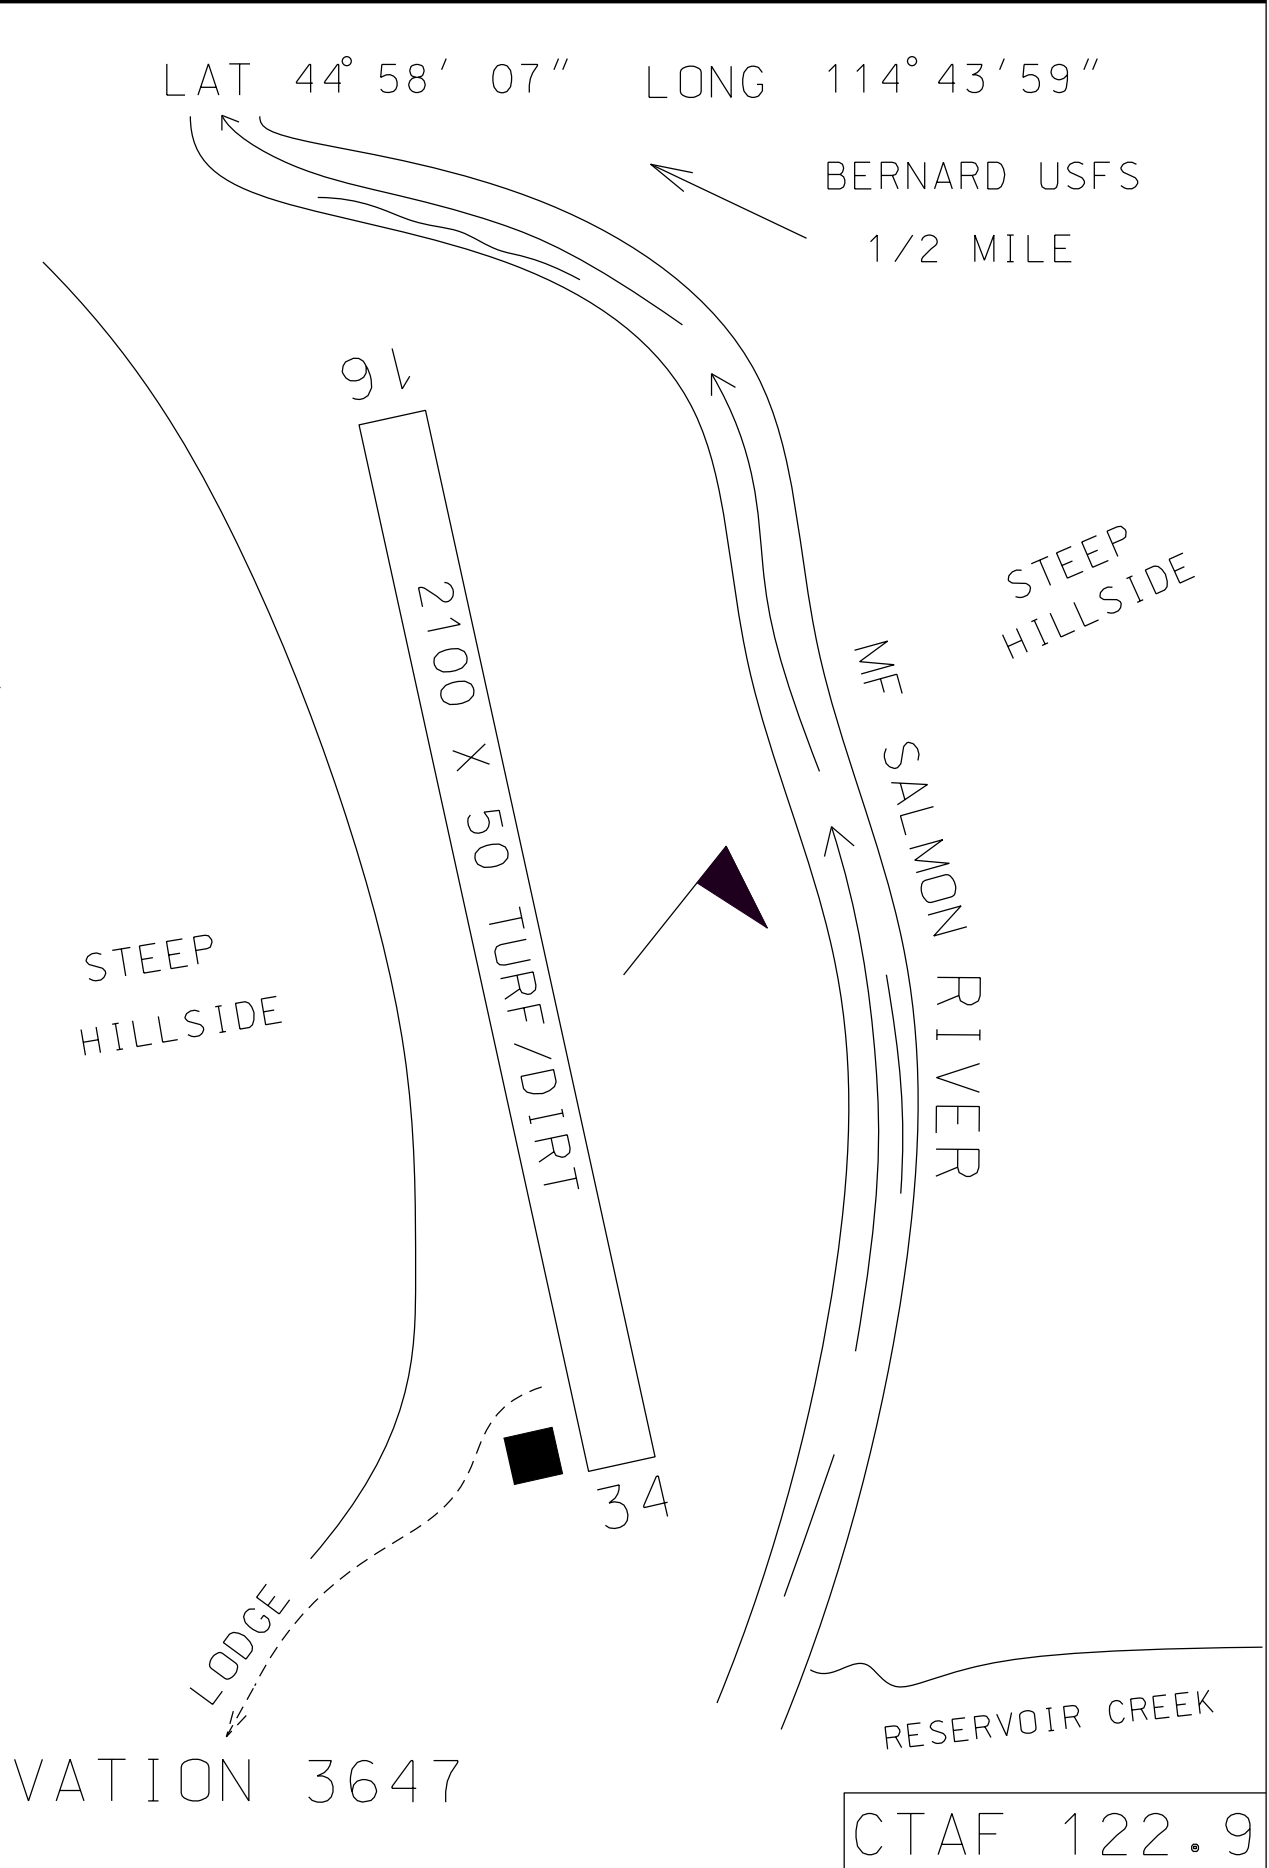 LAT 44° 58' 07" LONG 114° 43' 59"
BERNARD USFS
1/2 MILE
16
STEEP
HILLSIDE
2100 X 50 TURF/DIRT
MF SALMON RIVER
STEEP
HILLSIDE
34
LODGE
RESERVOIR CREEK
VATION 3647
CTAF 122.9